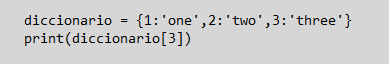 diccionario = {1:'one',2:'two',3:'three'}
print(diccionario[3])